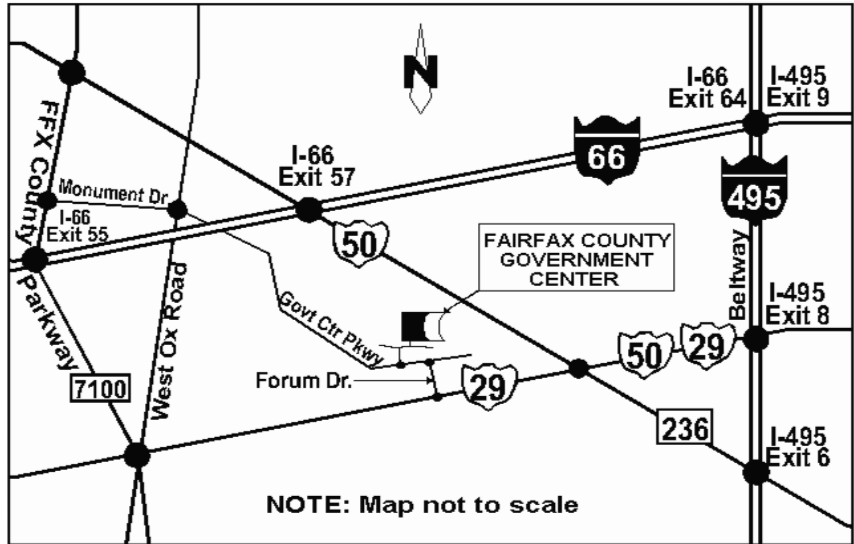 N
I-66
Exit 64
I-495
Exit 9
FFX County
Parkway
I-66
Exit 57
66
495
Monument Dr.
I-66
Exit 55
50
FAIRFAX COUNTY
GOVERNMENT
CENTER
Beltway
West Ox Road
Govt Ctr Pkwy
I-495
Exit 8
50
29
7100
Forum Dr.
29
236
I-495
Exit 6
NOTE: Map not to scale